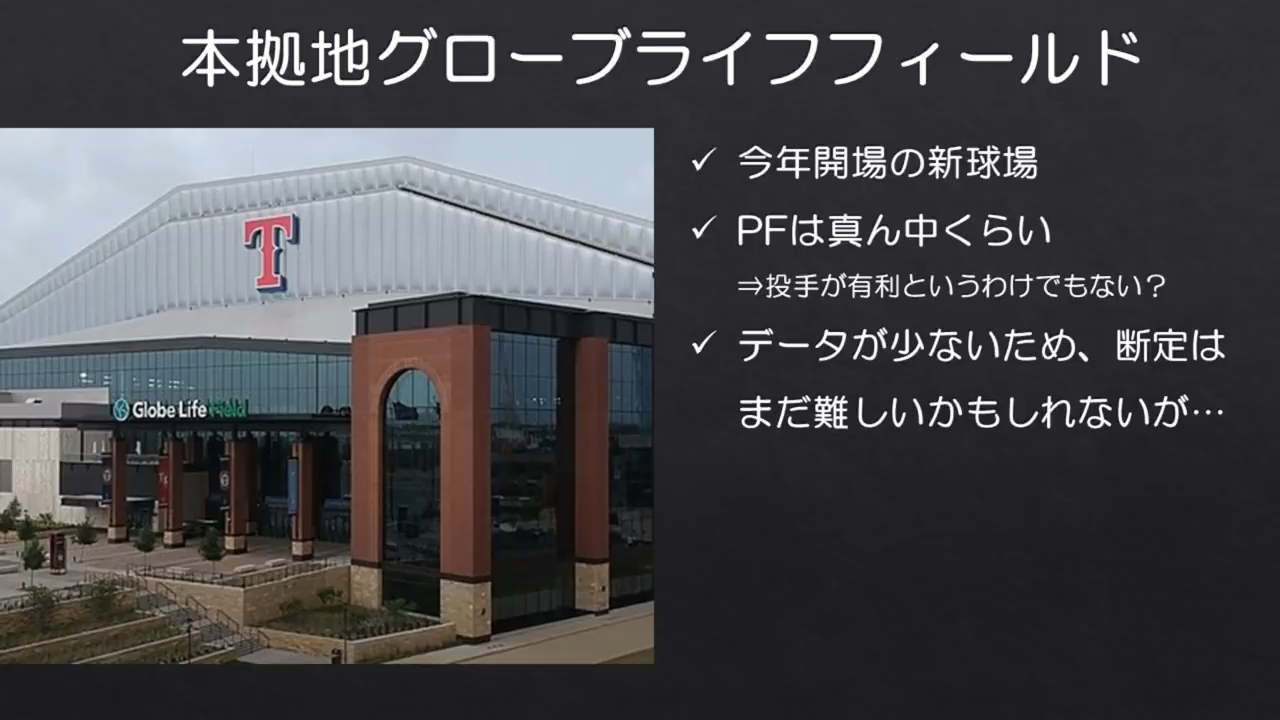 本拠地グローブライフフィールド
✓ 今年開場の新球場
✓ PFは真ん中くらい
⇒投手が有利というわけでもない？
✓ データが少ないため、断定は
まだ難しいかもしれないが…
T
Globe Life Field